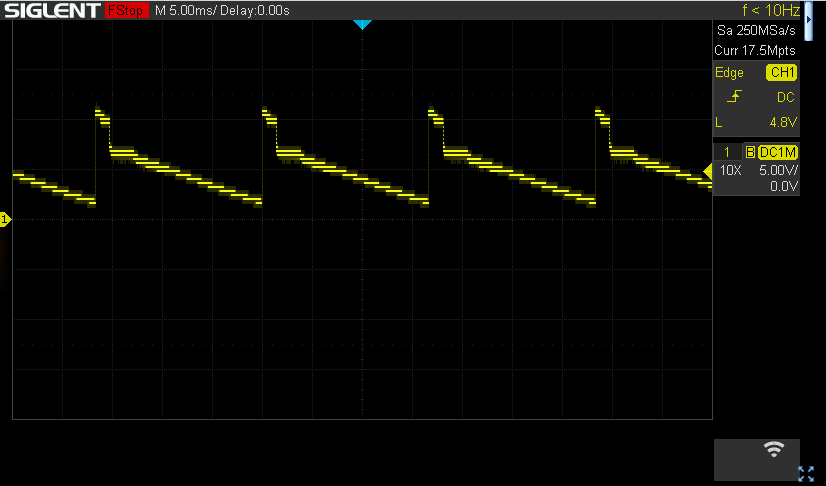 SIGLENT FStop M 5.00ms/ Delay:0.00s f < 10Hz
Sa 250MSa/s
Curr 17.5Mpts
Edge CH1
DC
L 4.8V
1 B DC1M
10X 5.00V/
0.0V
1